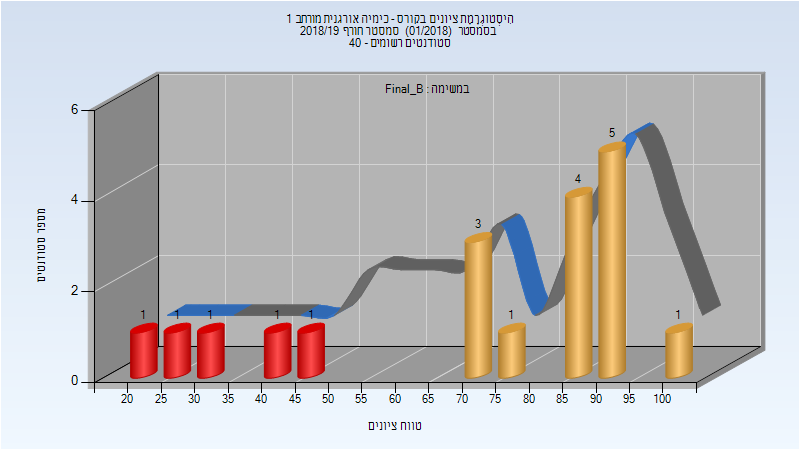 היסטוגרמת ציונים בקורס - כימיה אורגנית מורחב 1
בסמסטר (01/2018) סמסטר חורף 2018/19
סטודנטים רשומים - 40
במשימה : Final_B
מספר סטודנטים
6
4
2
0
1
1
1
1
1
3
1
4
5
1
20 25 30 35 40 45 50 55 60 65 70 75 80 85 90 95 100
טווח ציונים